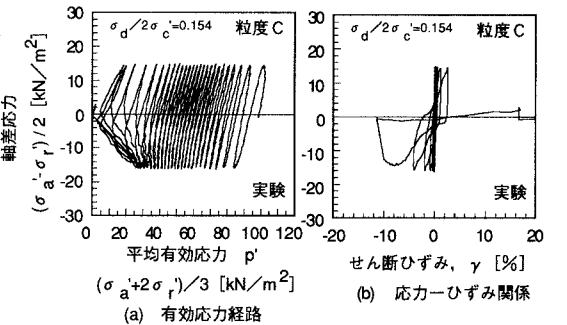 σd/2σc'=0.154 粒度C
軸差応力
(σa'-σr')/2 [kN/m2]
30
20
10
0
-10
-20
-30
実験
0 20 40 60 80 100 120
平均有効応力 p'
(σa'+2σr')/3 [kN/m2]
(a) 有効応力経路
σd/2σc'=0.154 粒度C
30
20
10
0
-10
-20
-30
実験
-20 -10 0 10 20
せん断ひずみ, γ [%]
(b) 応力ーひずみ関係